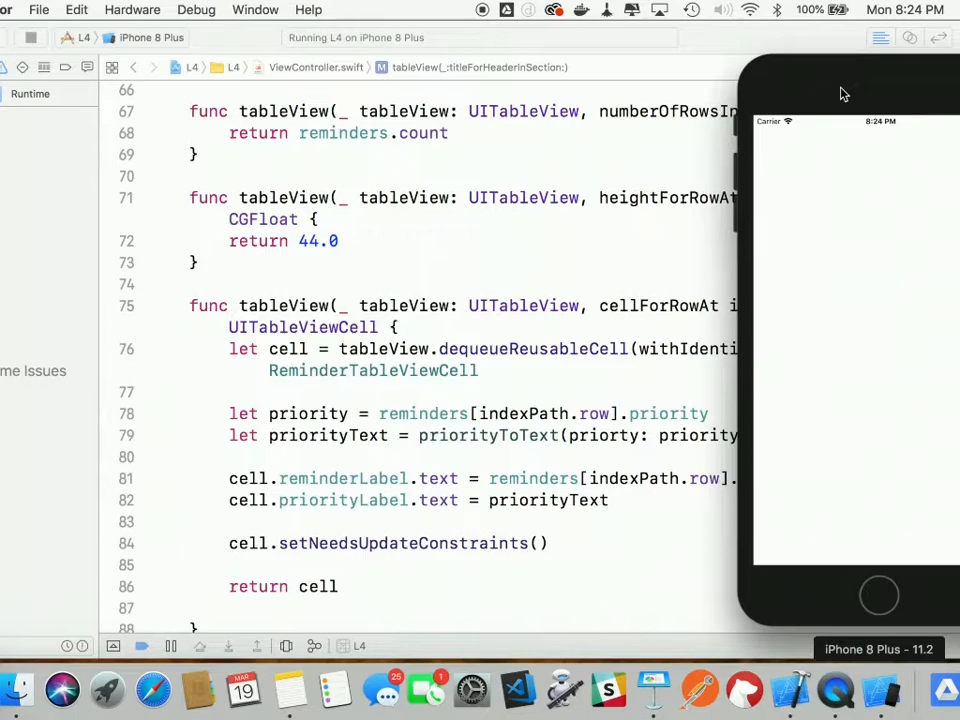 or File Edit Hardware Debug Window Help 100% Mon 8:24 PM
L4 iPhone 8 Plus Running L4 on iPhone 8 Plus
L4 L4 ViewController.swift M tableView(_:titleForHeaderInSection:)
Runtime
me Issues
66
67 func tableView(_ tableView: UITableView, numberOfRowsIn
68 return reminders.count
69 }
70
71 func tableView(_ tableView: UITableView, heightForRowAt
CGFloat {
72 return 44.0
73 }
74
75 func tableView(_ tableView: UITableView, cellForRowAt i
UITableViewCell {
76 let cell = tableView.dequeueReusableCell(withIdenti
ReminderTableViewCell
77
78 let priority = reminders[indexPath.row].priority
79 let priorityText = priorityToText(priorty: priority
80
81 cell.reminderLabel.text = reminders[indexPath.row].
82 cell.priorityLabel.text = priorityText
83
84 cell.setNeedsUpdateConstraints()
85
86 return cell
87
88 }
Carrier 8:24 PM
L4
iPhone 8 Plus - 11.2
MAR
19
25
1
S